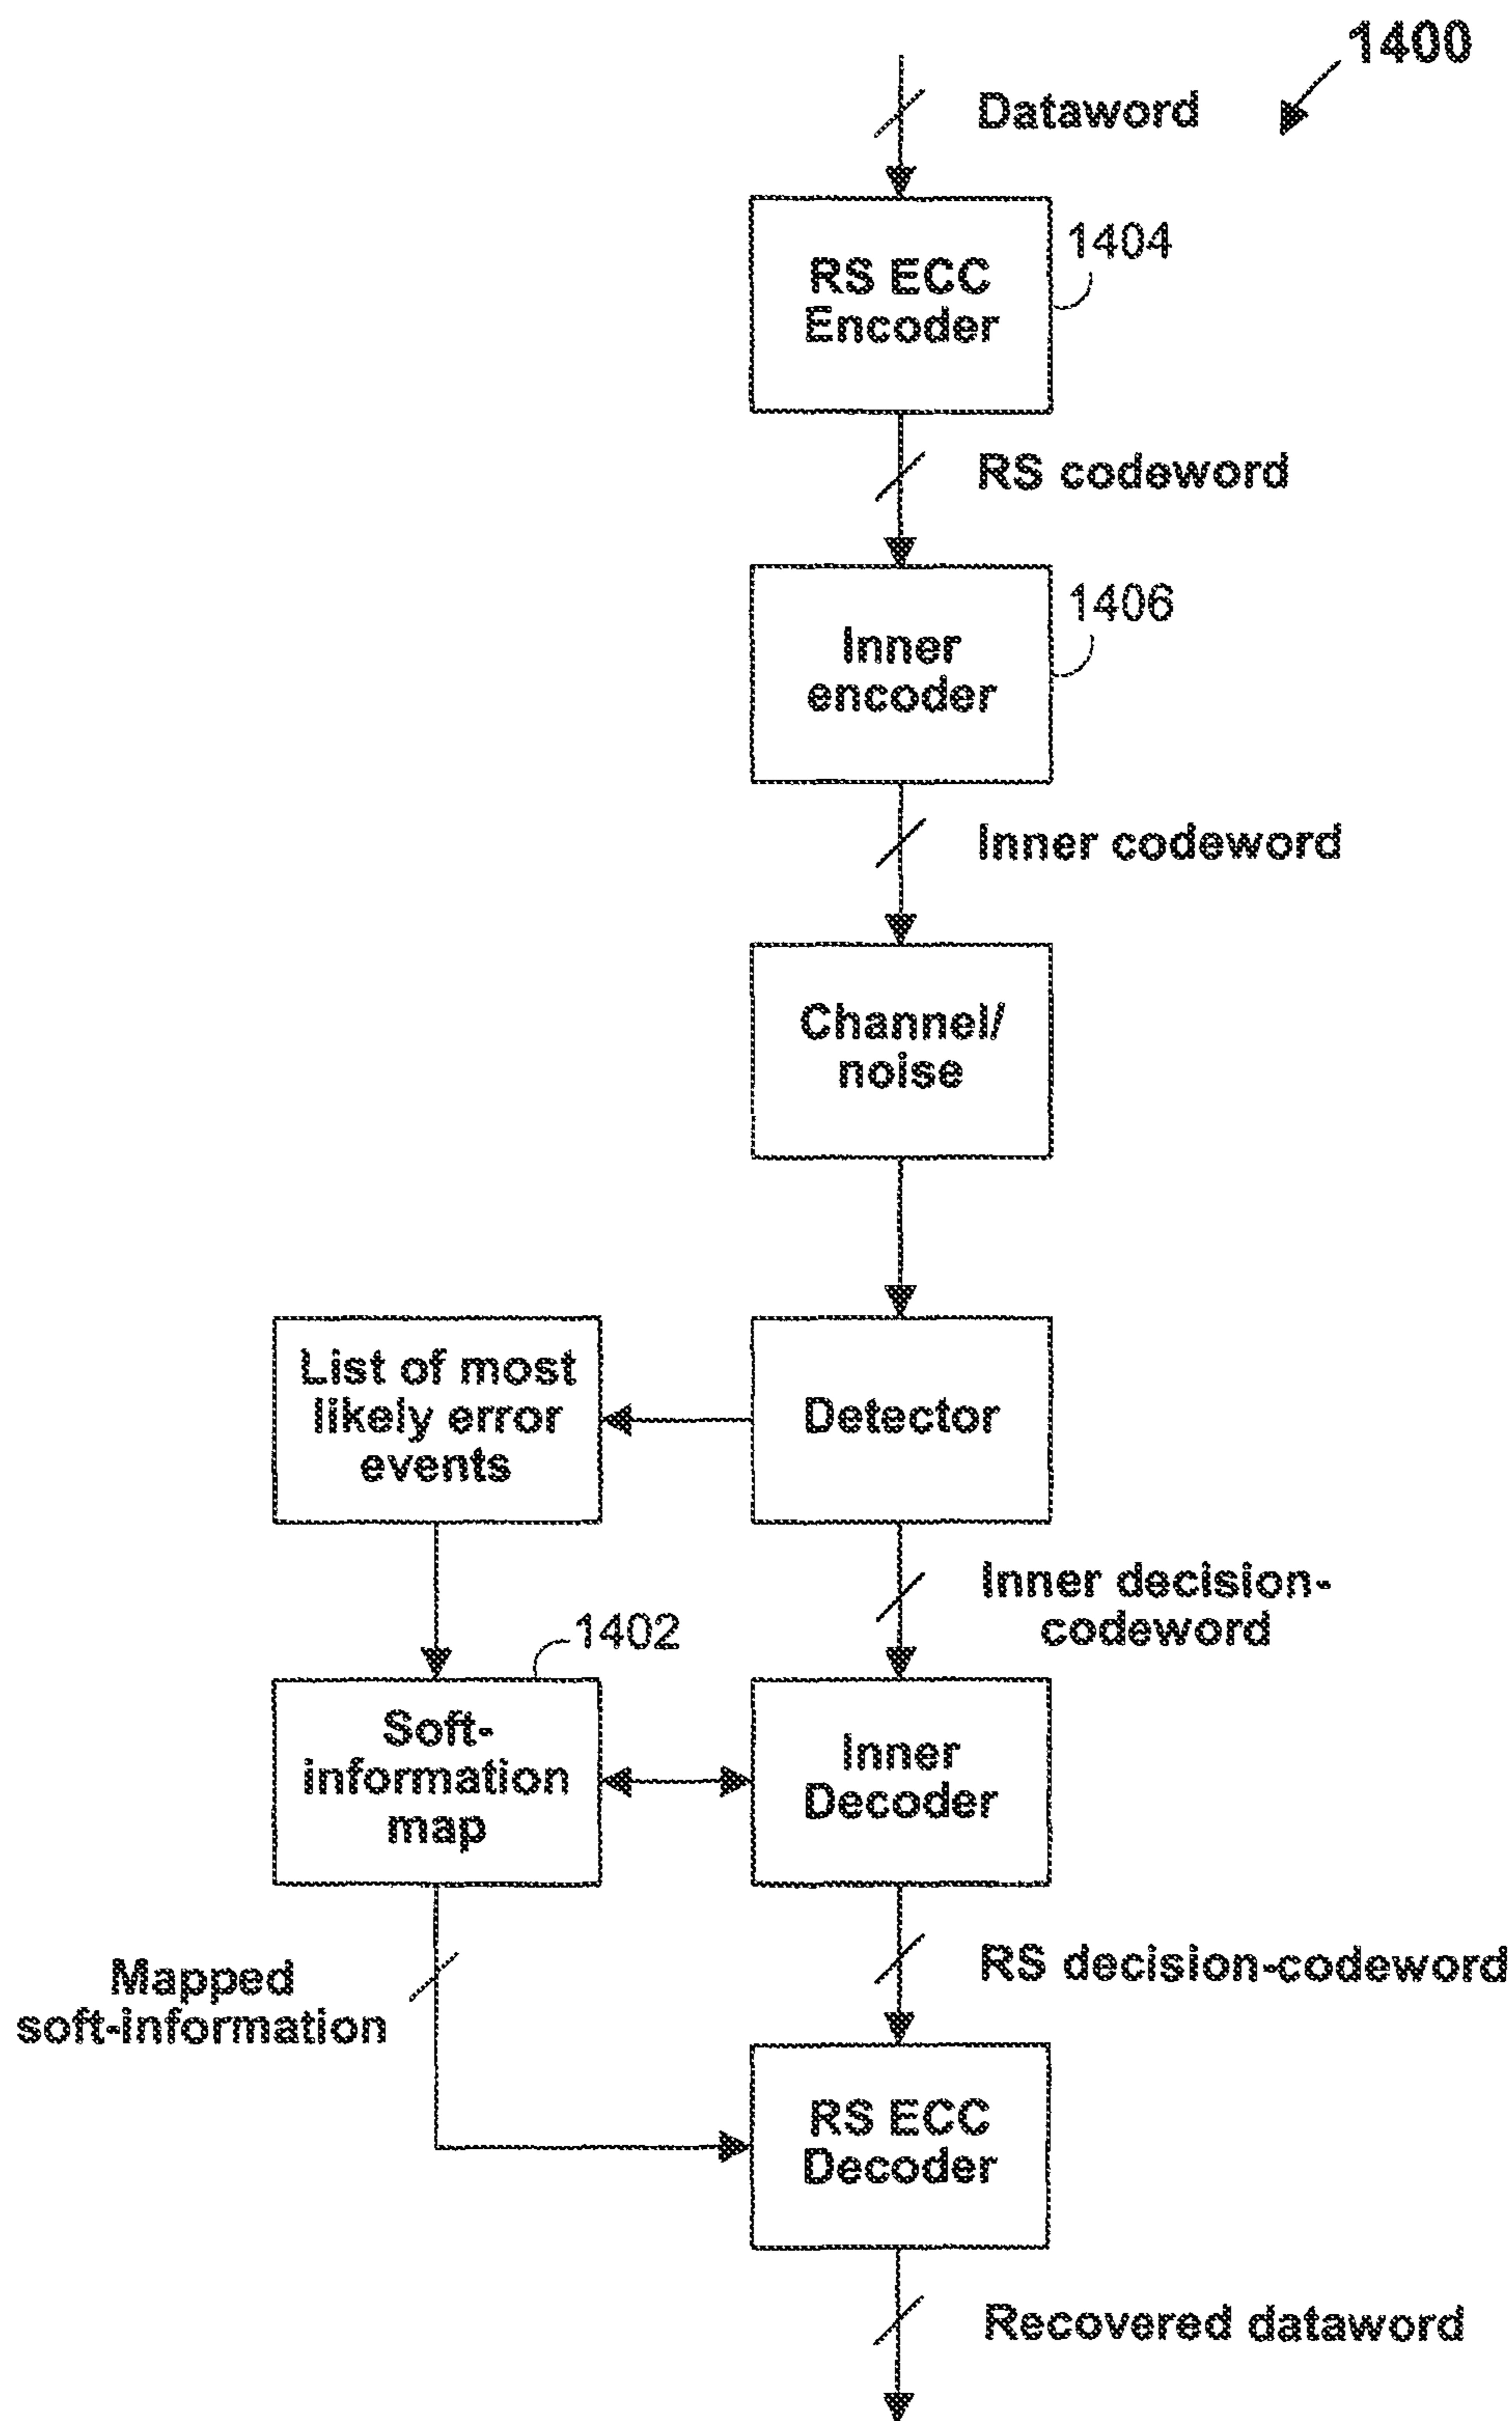 1400
Dataword
1404
RS ECC
Encoder
RS codeword
1406
Inner
encoder
Inner codeword
Channel/
noise
List of most
likely error
events
Detector
Inner decision-
codeword
1402
Soft-
information
map
Inner
Decoder
Mapped
soft-information
RS decision-codeword
RS ECC
Decoder
Recovered dataword